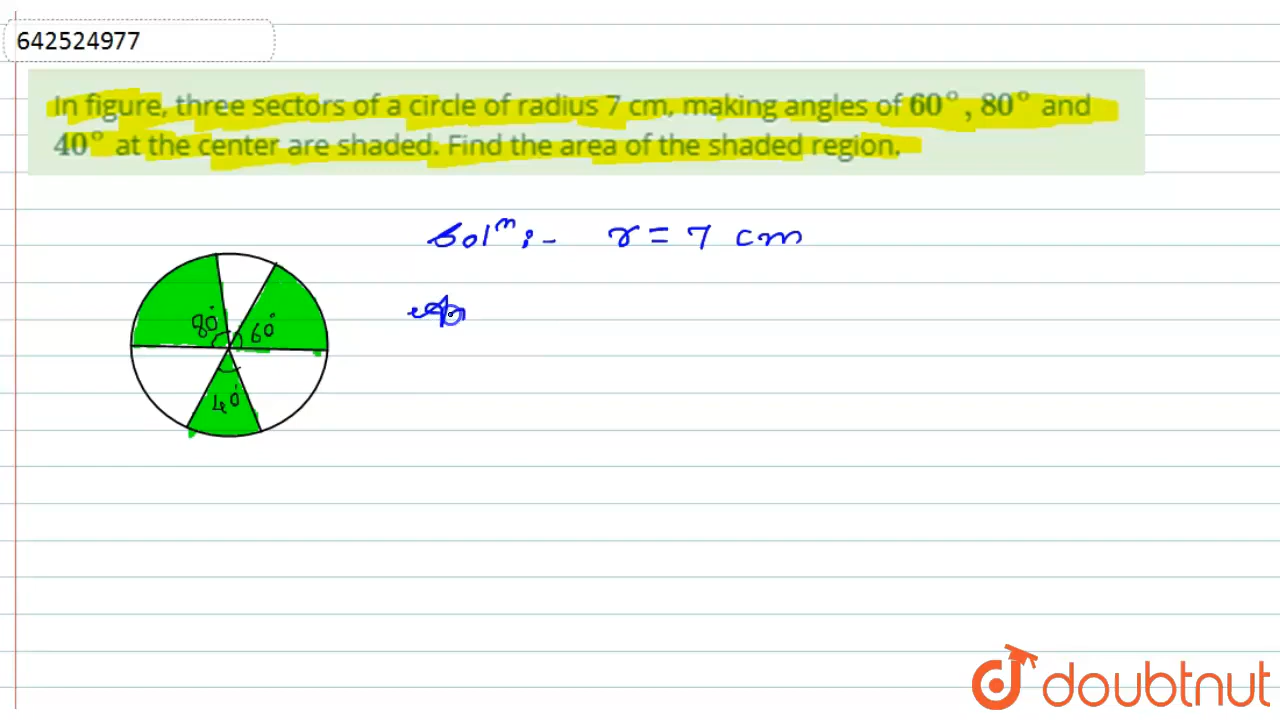 642524977
In figure, three sectors of a circle of radius 7 cm, making angles of 60°, 80° and
40° at the center are shaded. Find the area of the shaded region.
Solⁿ:- r = 7 cm
80°
60°
40°
doubtnut